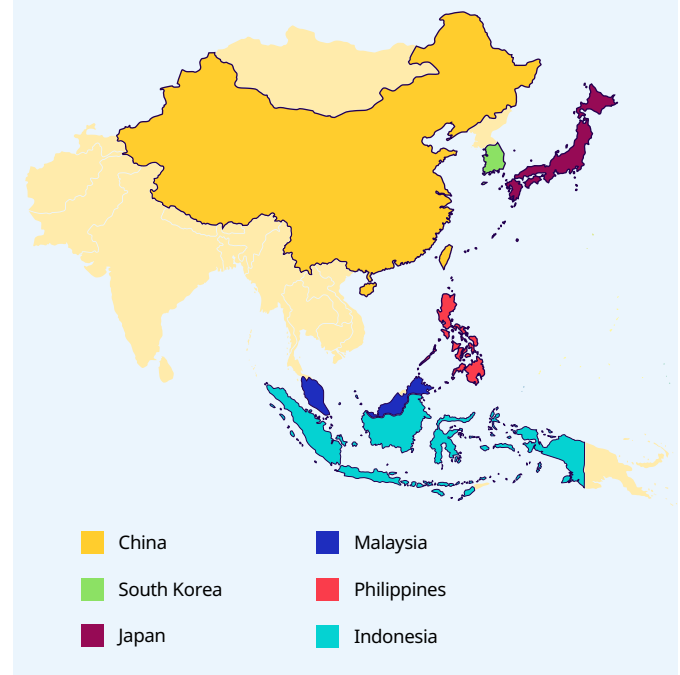 China
Malaysia
South Korea
Philippines
Japan
Indonesia